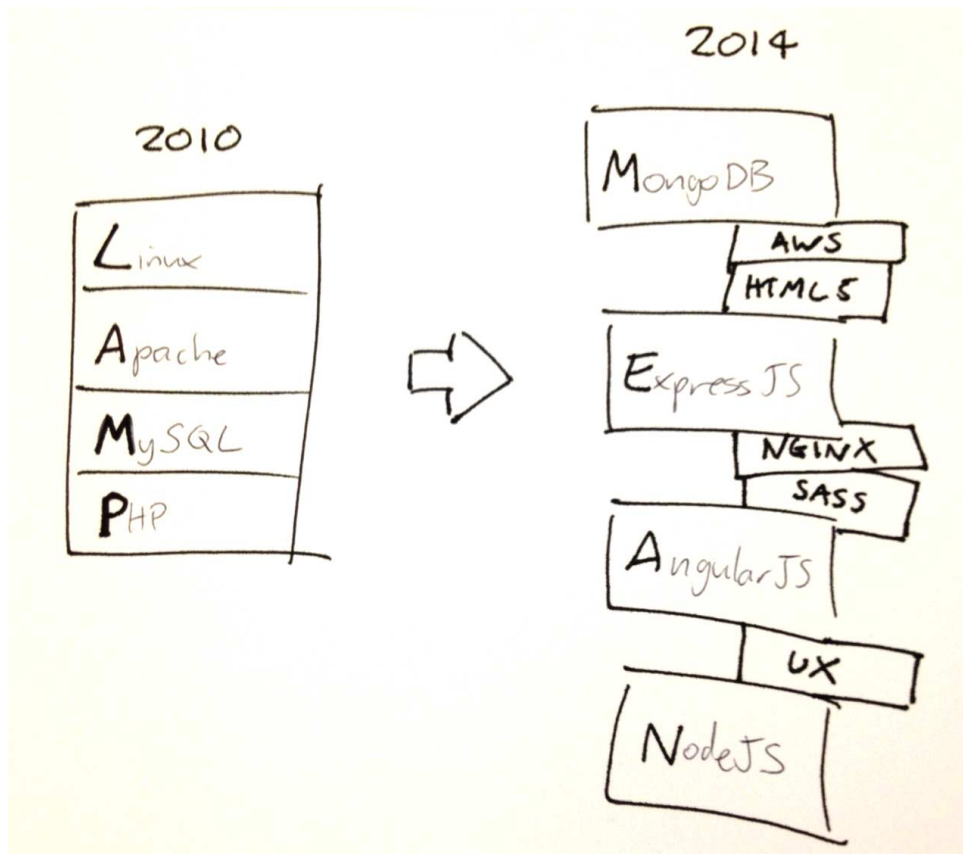 2010
Linux
Apache
MySQL
PHP
2014
MongoDB
AWS
HTML5
ExpressJS
NGINX
SASS
AngularJS
UX
NodeJS